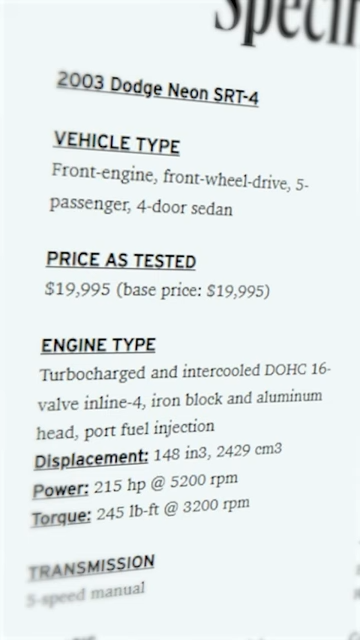 2003 Dodge Neon SRT-4
VEHICLE TYPE
Front-engine, front-wheel-drive, 5-
passenger, 4-door sedan
PRICE AS TESTED
$19,995 (base price: $19,995)
ENGINE TYPE
Turbocharged and intercooled DOHC 16-
valve inline-4, iron block and aluminum
head, port fuel injection
Displacement: 148 in3, 2429 cm3
Power: 215 hp @ 5200 rpm
Torque: 245 lb-ft @ 3200 rpm
TRANSMISSION
5-speed manual